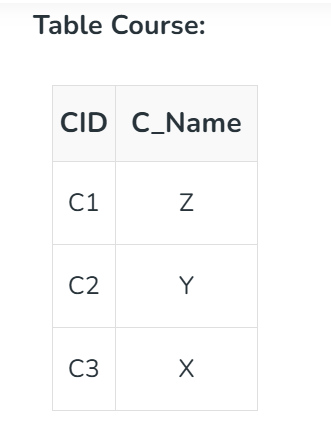 Table Course:
CID C_Name
C1 Z
C2 Y
C3 X